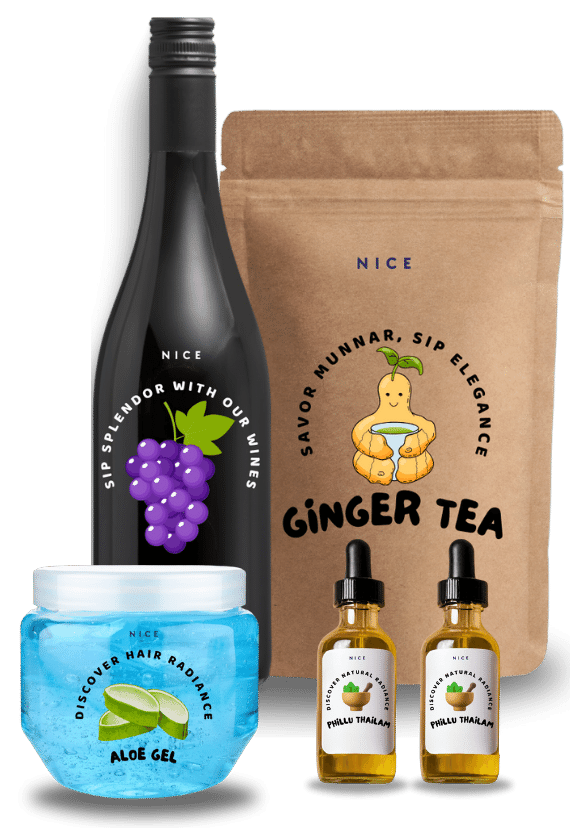 NICE
SIP SPLENDOR WITH OUR WINES
NICE
SAVOR MUNNAR, SIP ELEGANCE
GiNGER TEA
NICE
DISCOVER HAIR RADIANCE
ALOE GEL
NICE
DISCOVER NATURAL RADIANCE
PHiLLU THAiLAM
NICE
DISCOVER NATURAL RADIANCE
PHiLLU THAiLAM